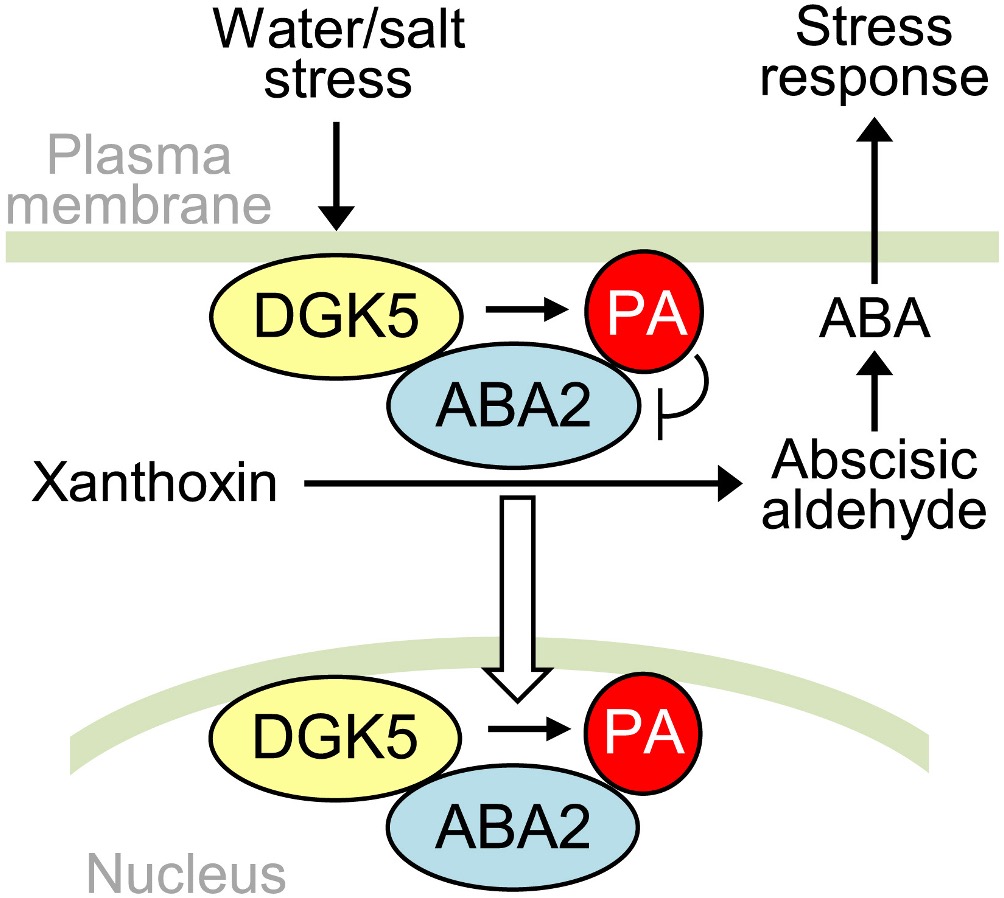 Water/salt
stress
Stress
response
Plasma
membrane
DGK5
PA
ABA
ABA2
Xanthoxin
Abscisic
aldehyde
DGK5
PA
ABA2
Nucleus